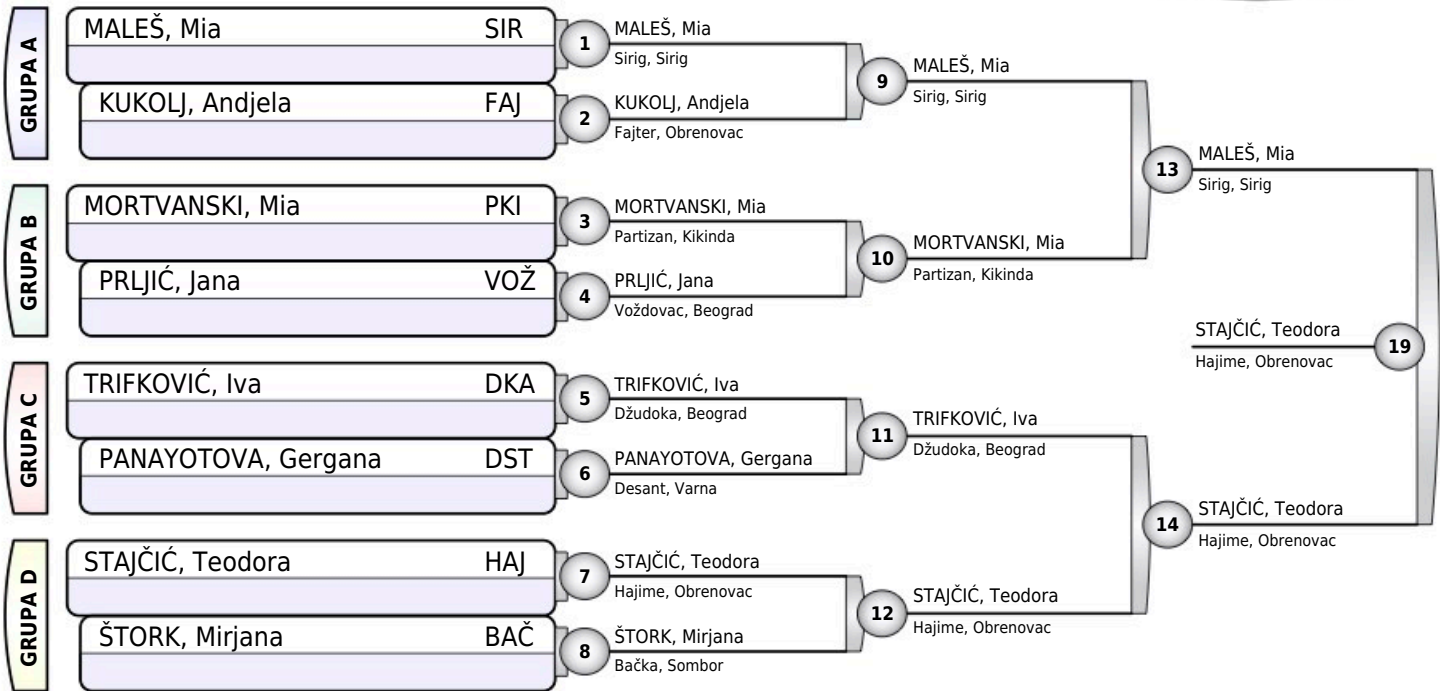 GRUPA A
MALEŠ, Mia SIR
KUKOLJ, Andjela FAJ
GRUPA B
MORTVANSKI, Mia PKI
PRLJIĆ, Jana VOŽ
GRUPA C
TRIFKOVIĆ, Iva DKA
PANAYOTOVA, Gergana DST
GRUPA D
STAJČIĆ, Teodora HAJ
ŠTORK, Mirjana BAČ
1
MALEŠ, Mia
Sirig, Sirig
2
KUKOLJ, Andjela
Fajter, Obrenovac
3
MORTVANSKI, Mia
Partizan, Kikinda
4
PRLJIĆ, Jana
Voždovac, Beograd
5
TRIFKOVIĆ, Iva
Džudoka, Beograd
6
PANAYOTOVA, Gergana
Desant, Varna
7
STAJČIĆ, Teodora
Hajime, Obrenovac
8
ŠTORK, Mirjana
Bačka, Sombor
9
MALEŠ, Mia
Sirig, Sirig
10
MORTVANSKI, Mia
Partizan, Kikinda
11
TRIFKOVIĆ, Iva
Džudoka, Beograd
12
STAJČIĆ, Teodora
Hajime, Obrenovac
13
MALEŠ, Mia
Sirig, Sirig
14
STAJČIĆ, Teodora
Hajime, Obrenovac
STAJČIĆ, Teodora
Hajime, Obrenovac
19